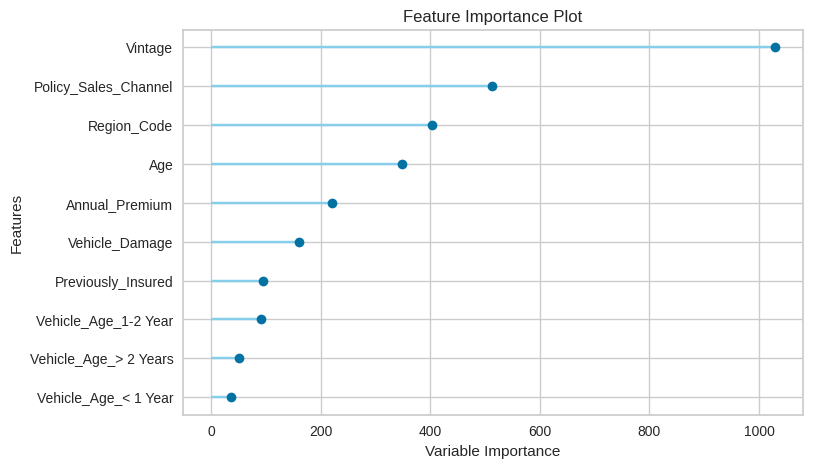 Feature Importance Plot
Features
Vintage
Policy_Sales_Channel
Region_Code
Age
Annual_Premium
Vehicle_Damage
Previously_Insured
Vehicle_Age_1-2 Year
Vehicle_Age_> 2 Years
Vehicle_Age_< 1 Year
0 200 400 600 800 1000
Variable Importance